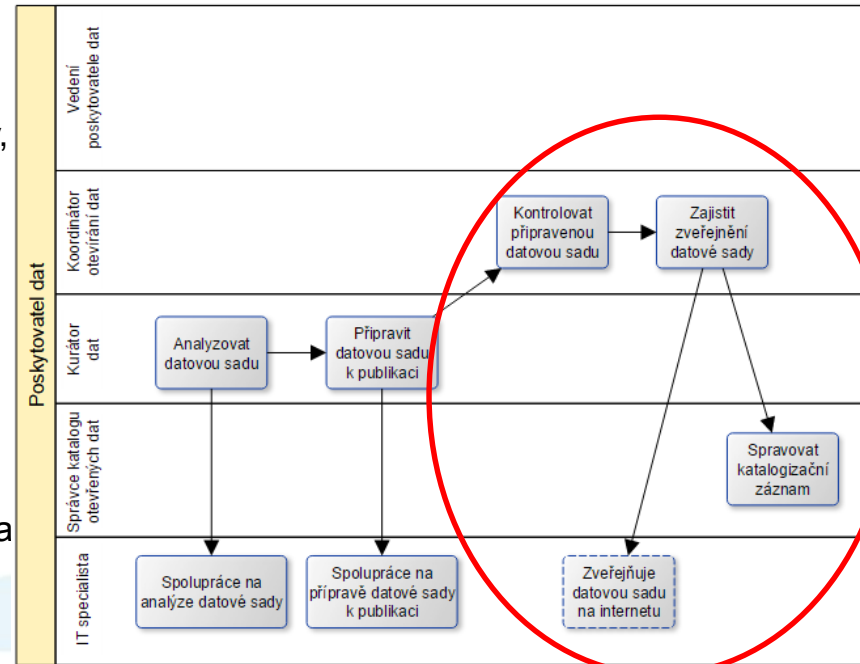 Poskytovatel dat
Vedení
poskytovatele dat
Koordinátor
otevírání dat
Kontrolovat
připravenou
datovou sadu
Zajistit
zveřejnění
datové sady
Kurátor
dat
Analyzovat
datovou sadu
Připravit
datovou sadu
k publikaci
Správce katalogu
otevřených dat
Spravovat
katalogizační
záznam
IT specialista
Spolupráce na
analýze datové sady
Spolupráce na
přípravě datové sady
k publikaci
Zveřejňuje
datovou sadu
na internetu